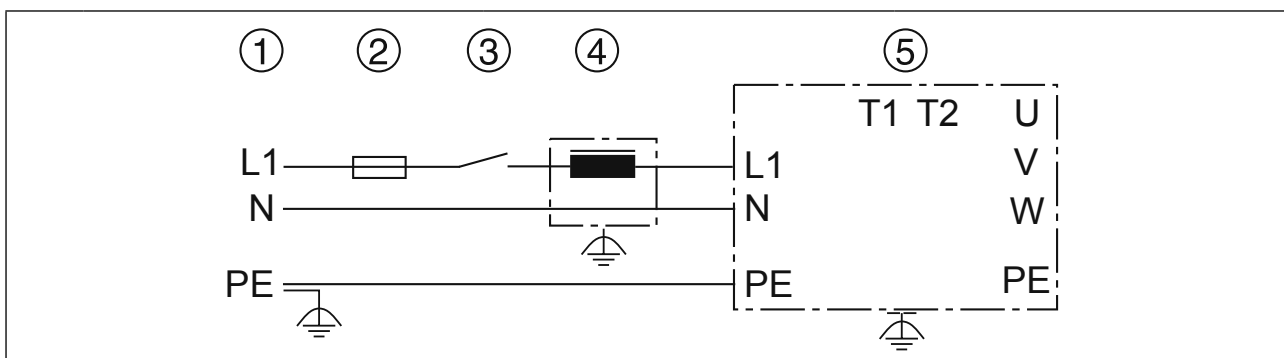 ① ② ③ ④ ⑤
T1 T2 U
L1 L1 V
N N W
PE PE PE